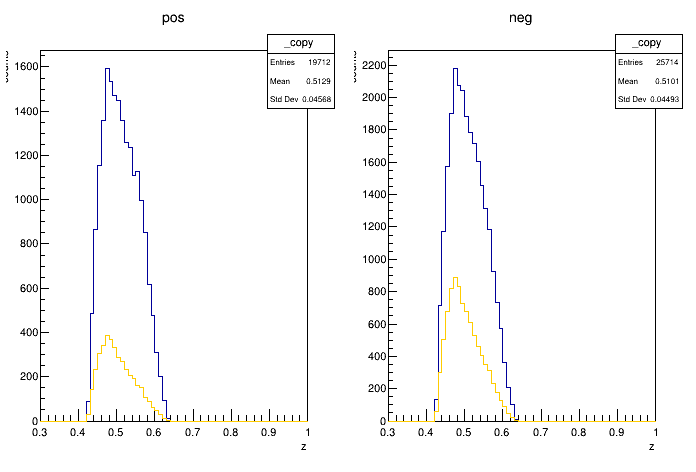 pos
_copy
Entries 19712
Mean 0.5129
Std Dev 0.04568
1600
1400
1200
1000
800
600
400
200
0
0.3 0.4 0.5 0.6 0.7 0.8 0.9 1
z
neg
_copy
Entries 25714
Mean 0.5101
Std Dev 0.04493
2200
2000
1800
1600
1400
1200
1000
800
600
400
200
0
0.3 0.4 0.5 0.6 0.7 0.8 0.9 1
z